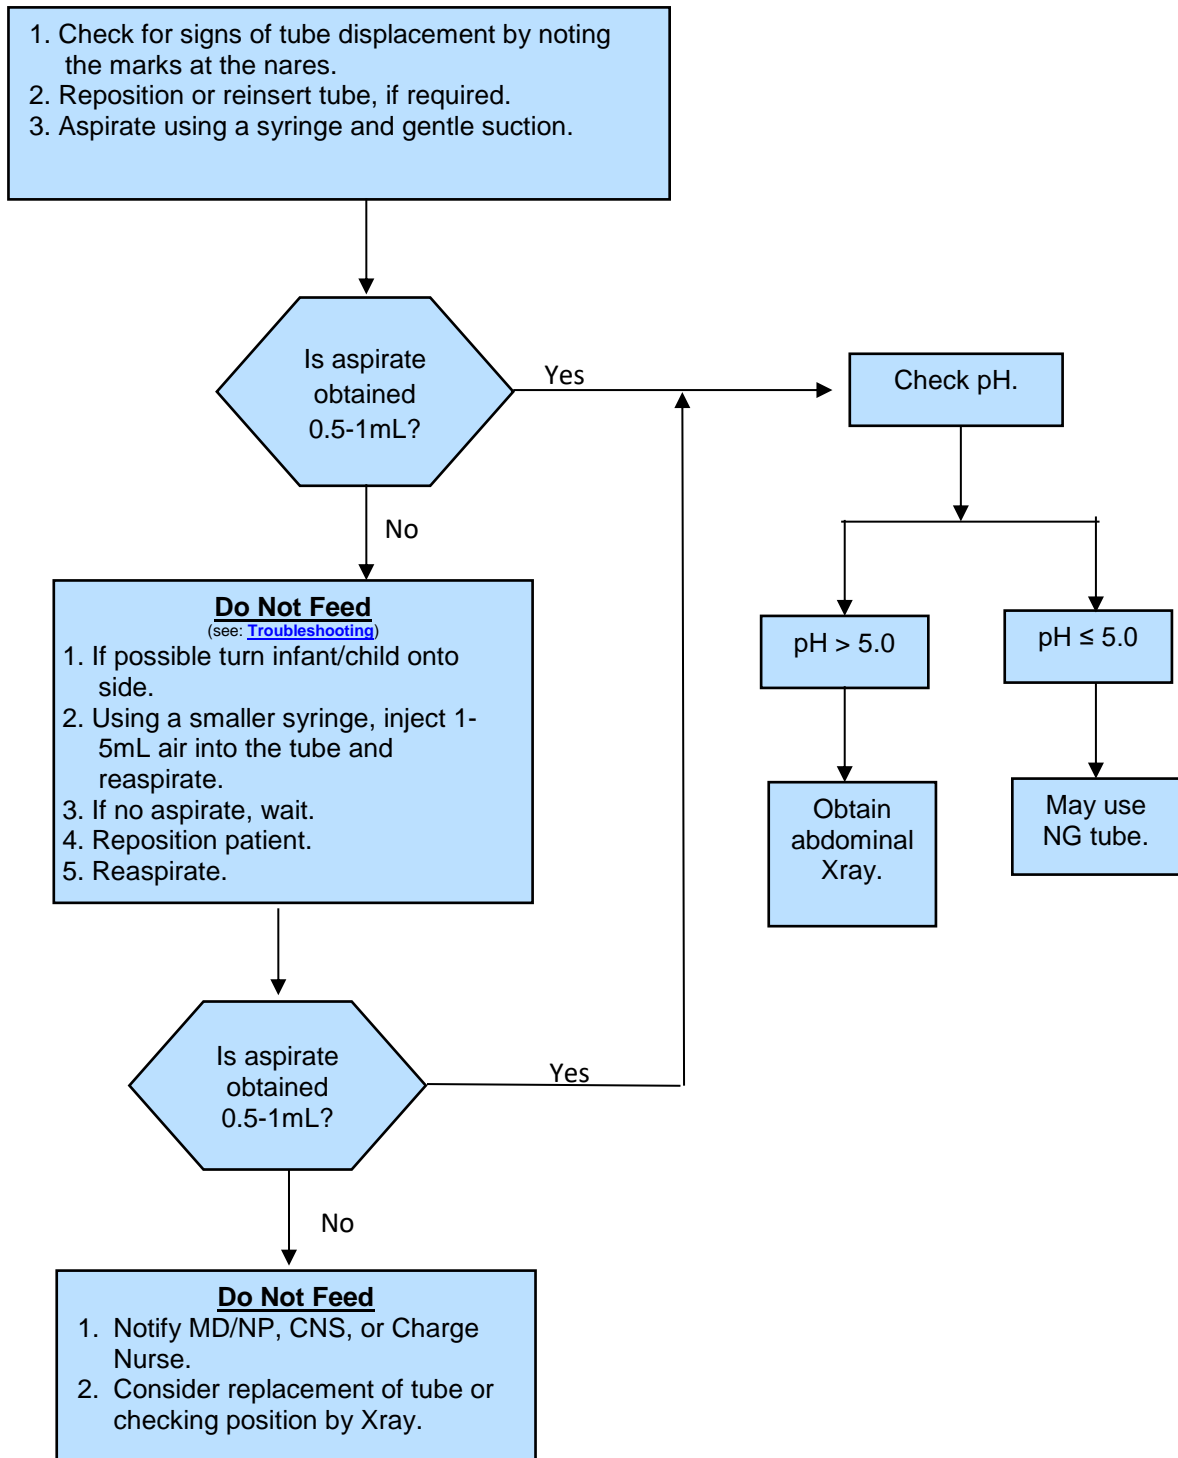 1. Check for signs of tube displacement by noting
the marks at the nares.
2. Reposition or reinsert tube, if required.
3. Aspirate using a syringe and gentle suction.
Is aspirate
obtained
0.5-1mL?
Yes
Check pH.
No
pH > 5.0
pH ≤ 5.0
Obtain
abdominal
Xray.
May use
NG tube.
Do Not Feed
(see: Troubleshooting)
1. If possible turn infant/child onto
side.
2. Using a smaller syringe, inject 1-
5mL air into the tube and
reaspirate.
3. If no aspirate, wait.
4. Reposition patient.
5. Reaspirate.
Is aspirate
obtained
0.5-1mL?
Yes
No
Do Not Feed
1. Notify MD/NP, CNS, or Charge
Nurse.
2. Consider replacement of tube or
checking position by Xray.